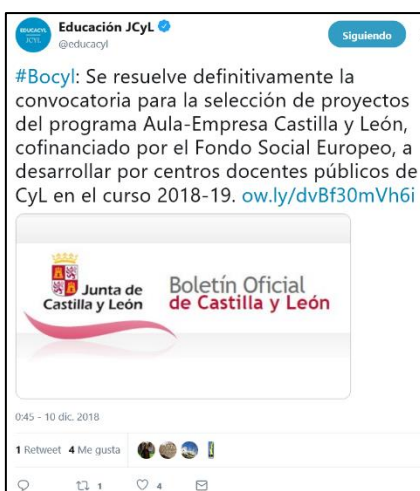 EDUCACYL
JCYL
Educación JCyL
@educacyl
Siguiendo
#Bocyl: Se resuelve definitivamente la
convocatoria para la selección de proyectos
del programa Aula-Empresa Castilla y León,
cofinanciado por el Fondo Social Europeo, a
desarrollar por centros docentes públicos de
CyL en el curso 2018-19. ow.ly/dvBf30mVh6i
Junta de
Castilla y León
Boletín Oficial
de Castilla y León
0:45 - 10 dic. 2018
1 Retweet 4 Me gusta
1 4